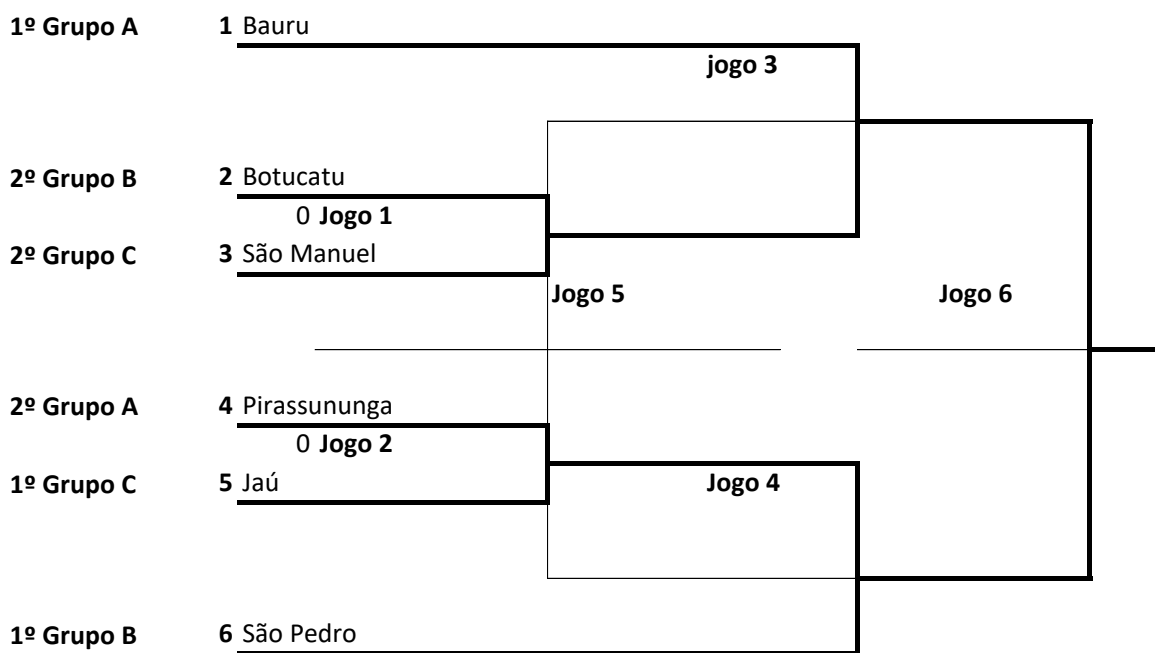 1º Grupo A 1 Bauru
jogo 3
2º Grupo B 2 Botucatu
0 Jogo 1
2º Grupo C 3 São Manuel
Jogo 5 Jogo 6
2º Grupo A 4 Pirassununga
0 Jogo 2
1º Grupo C 5 Jaú Jogo 4
1º Grupo B 6 São Pedro